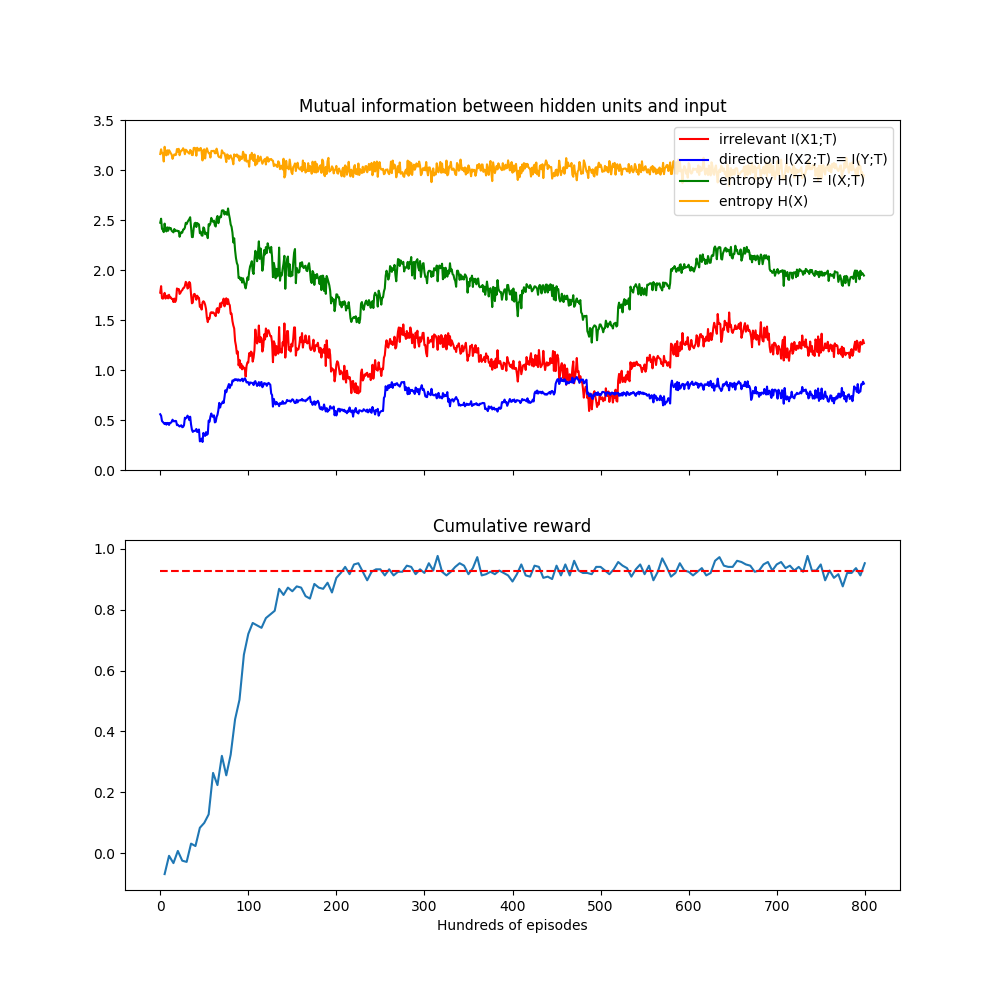 Mutual information between hidden units and input
3.5
3.0
2.5
2.0
1.5
1.0
0.5
0.0
irrelevant I(X1;T)
direction I(X2;T) = I(Y;T)
entropy H(T) = I(X;T)
entropy H(X)
Cumulative reward
1.0
0.8
0.6
0.4
0.2
0.0
0 100 200 300 400 500 600 700 800
Hundreds of episodes